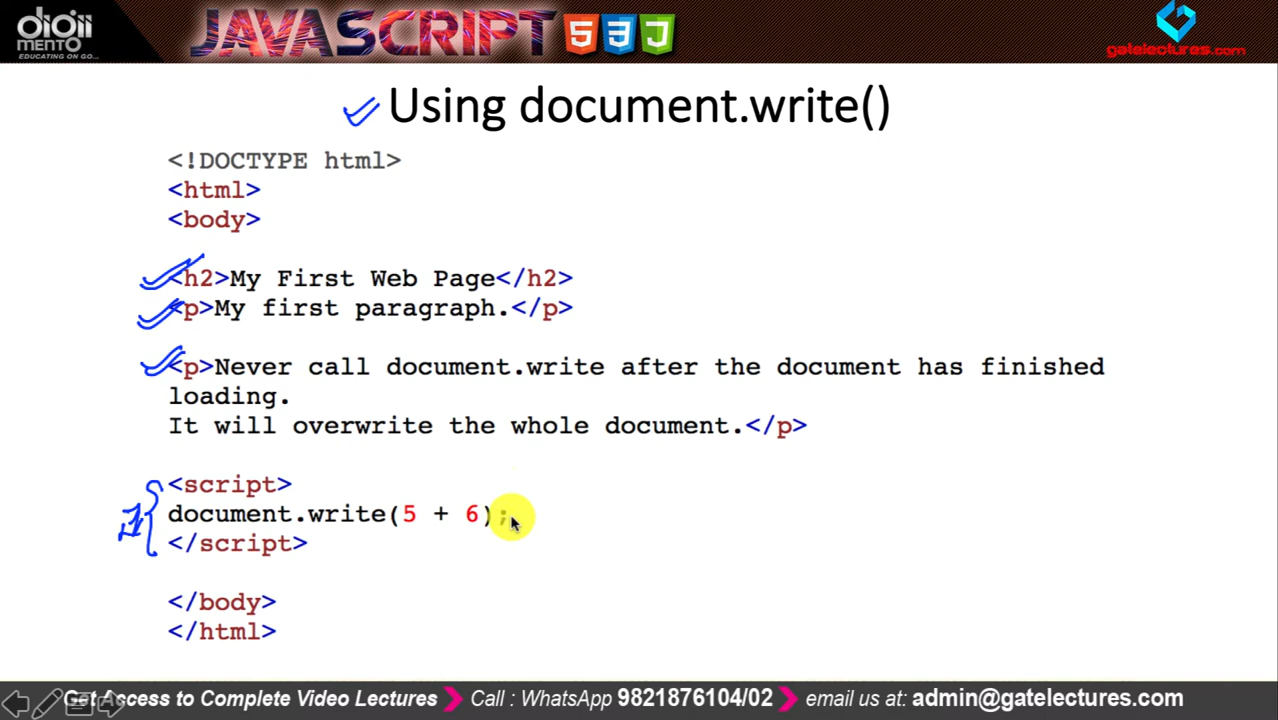 DIGII
MENTO
EDUCATING ON GO...
JAVASCRIPT
gatelectures.com
Using document.write()
<!DOCTYPE html>
<html>
<body>
<h2>My First Web Page</h2>
<p>My first paragraph.</p>
<p>Never call document.write after the document has finished
loading.
It will overwrite the whole document.</p>
<script>
document.write(5 + 6);
</script>
</body>
</html>
Get Access to Complete Video Lectures Call : WhatsApp 9821876104/02 email us at: admin@gatelectures.com